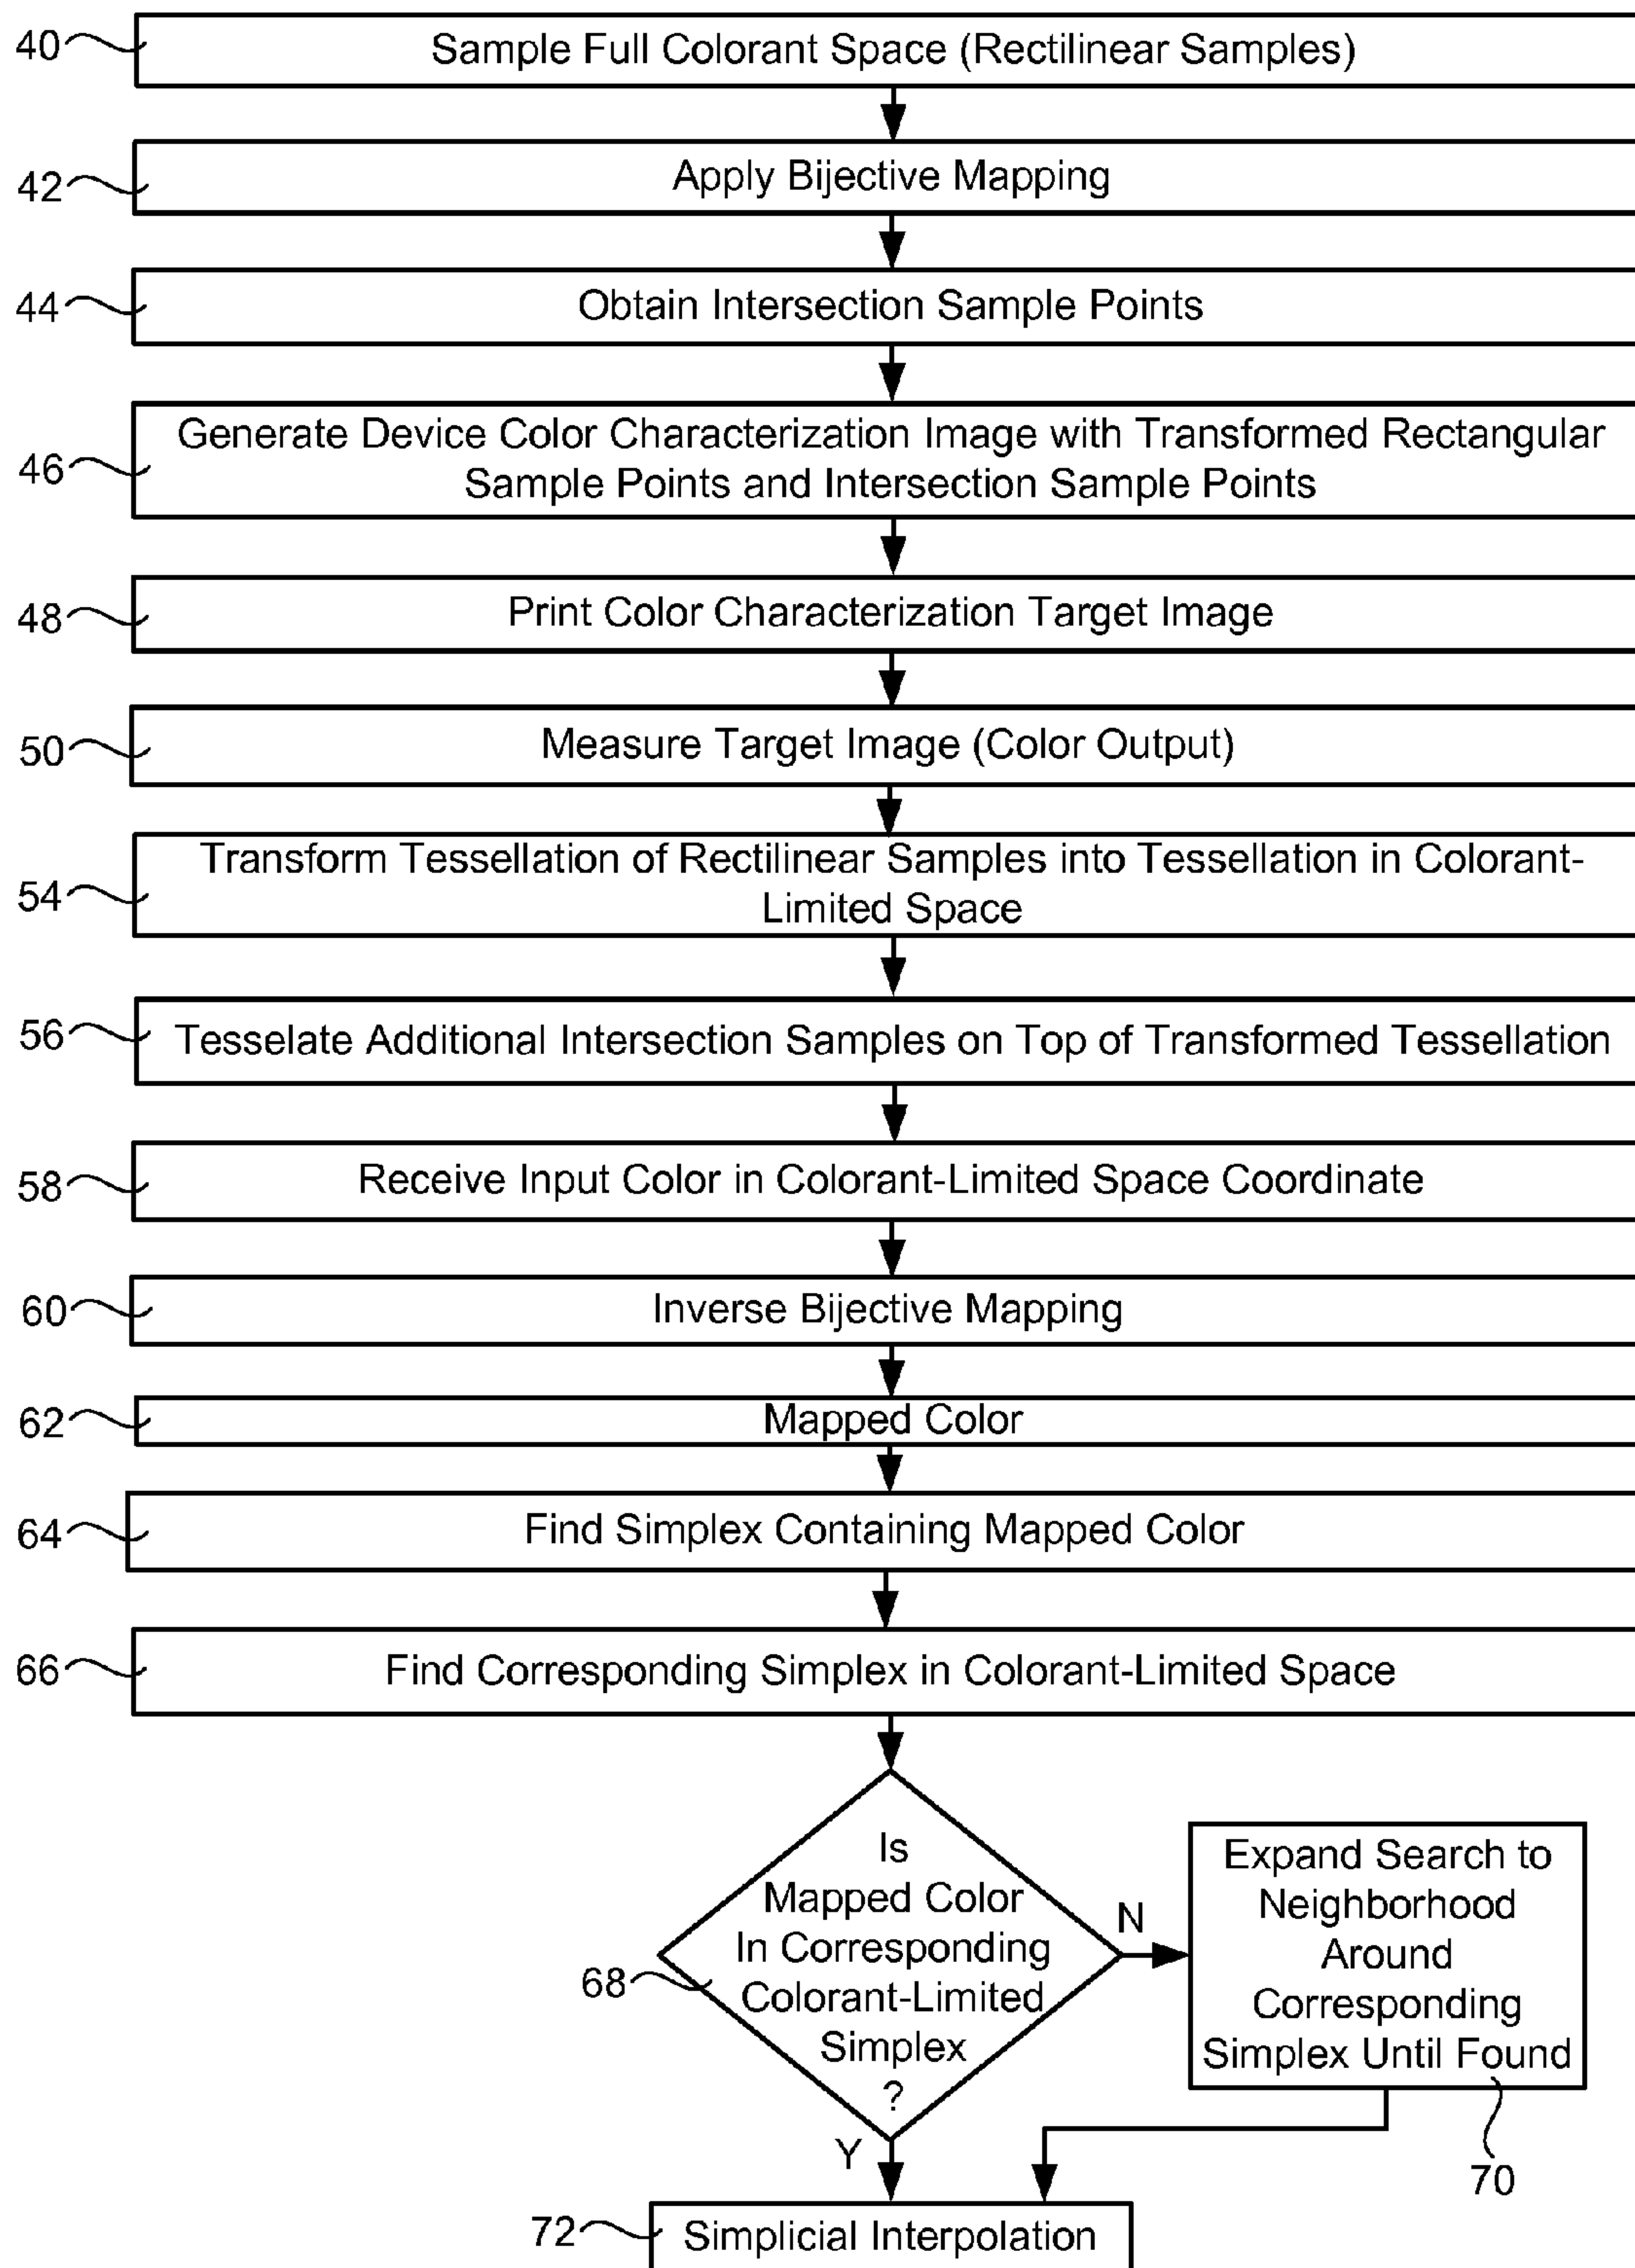 40
Sample Full Colorant Space (Rectilinear Samples)
42
Apply Bijective Mapping
44
Obtain Intersection Sample Points
46
Generate Device Color Characterization Image with Transformed Rectangular
Sample Points and Intersection Sample Points
48
Print Color Characterization Target Image
50
Measure Target Image (Color Output)
54
Transform Tessellation of Rectilinear Samples into Tessellation in Colorant-
Limited Space
56
Tesselate Additional Intersection Samples on Top of Transformed Tessellation
58
Receive Input Color in Colorant-Limited Space Coordinate
60
Inverse Bijective Mapping
62
Mapped Color
64
Find Simplex Containing Mapped Color
66
Find Corresponding Simplex in Colorant-Limited Space
68
Is
Mapped Color
In Corresponding
Colorant-Limited
Simplex
?
N
Expand Search to
Neighborhood
Around
Corresponding
Simplex Until Found
70
Y
72
Simplicial Interpolation